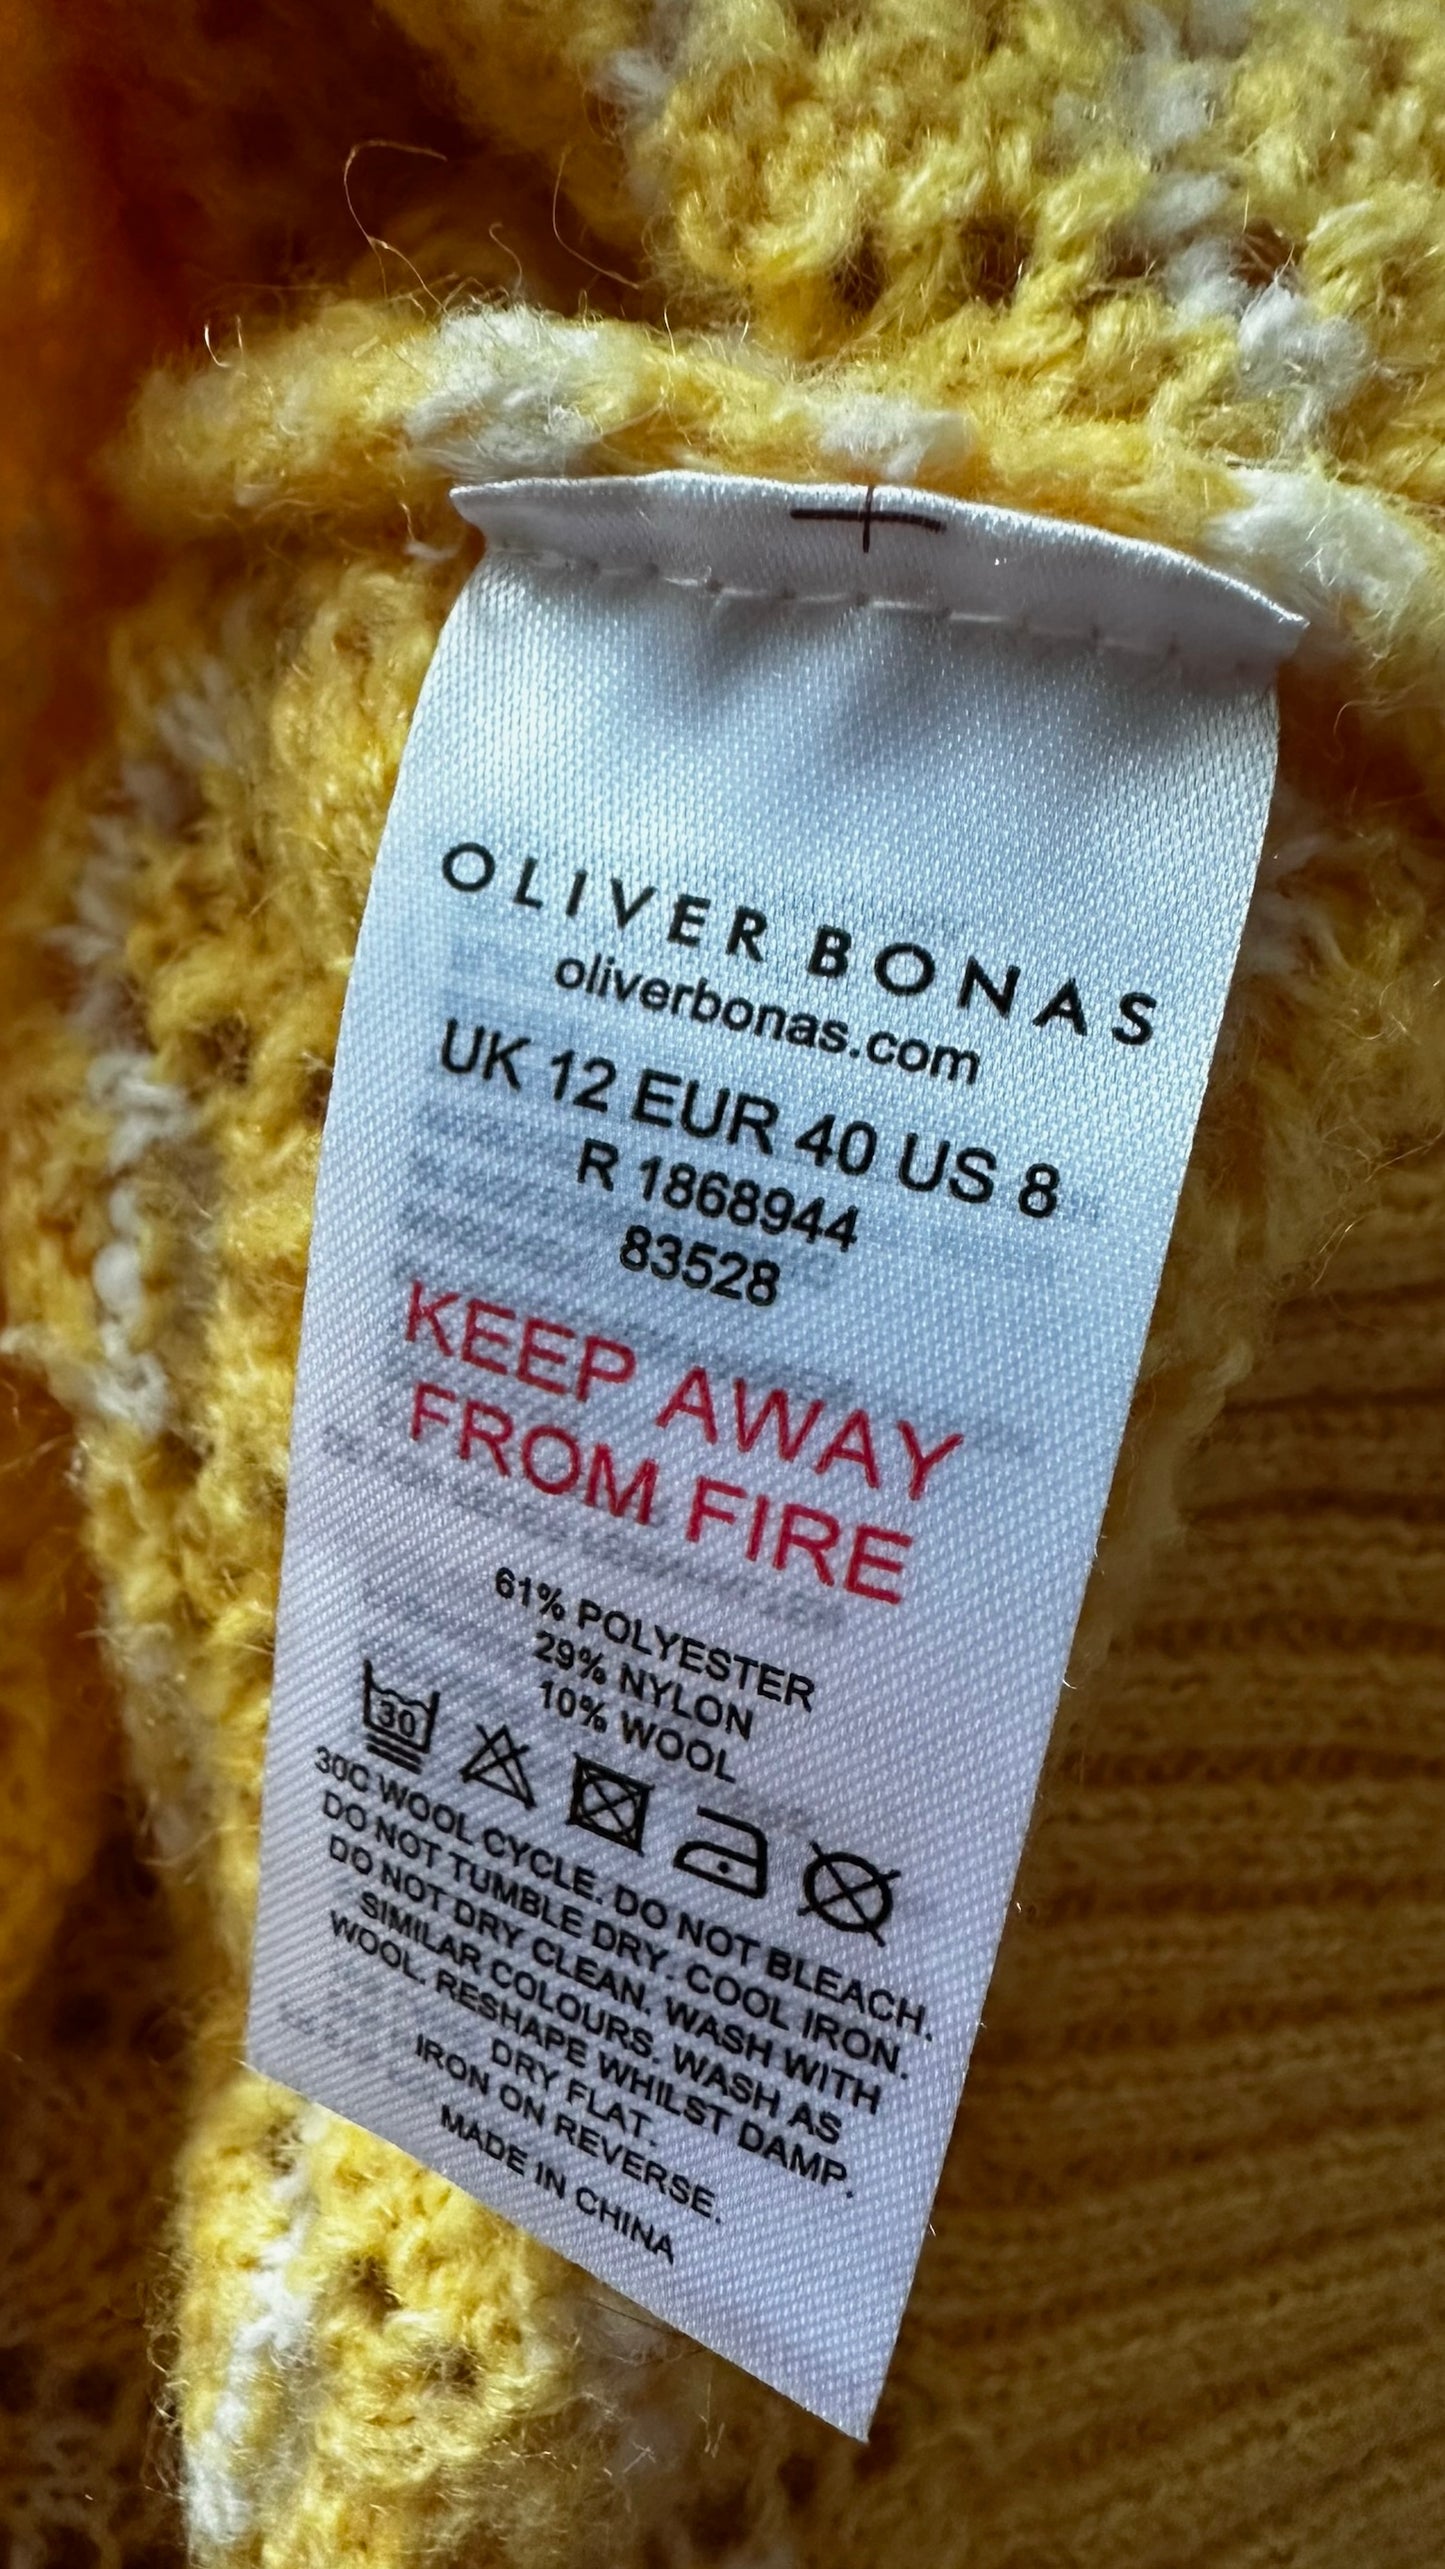 OLIVER BONAS
oliverbonas.com
UK 12 EUR 40 US 8
R 1868944
83528
KEEP AWAY
FROM FIRE
61% POLYESTER
29% NYLON
10% WOOL
30
30C WOOL CYCLE. DO NOT BLEACH.
DO NOT TUMBLE DRY. COOL IRON.
DO NOT DRY CLEAN. WASH WITH
SIMILAR COLOURS. WASH AS
WOOL. RESHAPE WHILST DAMP.
DRY FLAT.
IRON ON REVERSE.
MADE IN CHINA